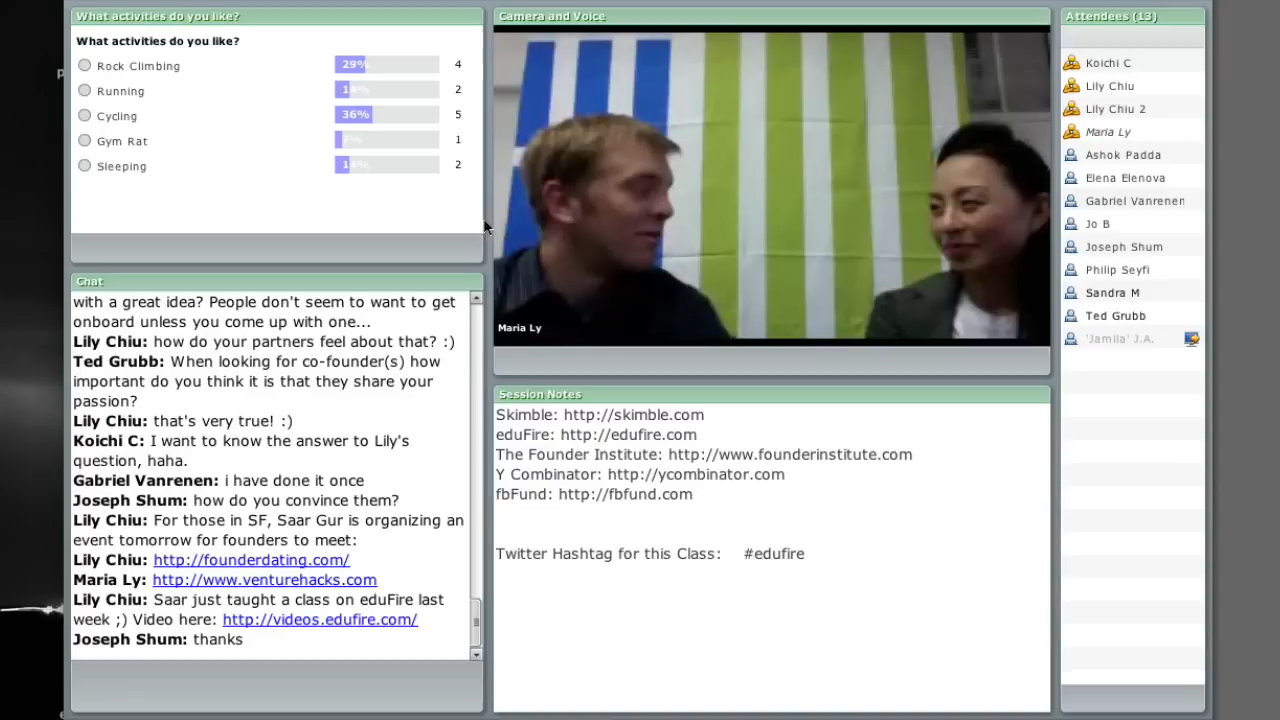 What activities do you like?
What activities do you like?
Rock Climbing 29% 4
Running 14% 2
Cycling 36% 5
Gym Rat 7% 1
Sleeping 14% 2
Chat
with a great idea? People don't seem to want to get
onboard unless you come up with one...
Lily Chiu: how do your partners feel about that? :)
Ted Grubb: When looking for co-founder(s) how
important do you think it is that they share your
passion?
Lily Chiu: that's very true! :)
Koichi C: I want to know the answer to Lily's
question, haha.
Gabriel Vanrenen: i have done it once
Joseph Shum: how do you convince them?
Lily Chiu: For those in SF, Saar Gur is organizing an
event tomorrow for founders to meet:
Lily Chiu: http://founderdating.com/
Maria Ly: http://www.venturehacks.com
Lily Chiu: Saar just taught a class on eduFire last
week ;) Video here: http://videos.edufire.com/
Joseph Shum: thanks
Camera and Voice
Maria Ly
Session Notes
Skimble: http://skimble.com
eduFire: http://edufire.com
The Founder Institute: http://www.founderinstitute.com
Y Combinator: http://ycombinator.com
fbFund: http://fbfund.com
Twitter Hashtag for this Class: #edufire
Attendees (13)
Koichi C
Lily Chiu
Lily Chiu 2
Maria Ly
Ashok Padda
Elena Elenova
Gabriel Vanrenen
Jo B
Joseph Shum
Philip Seyfi
Sandra M
Ted Grubb
'Jamila' J.A.